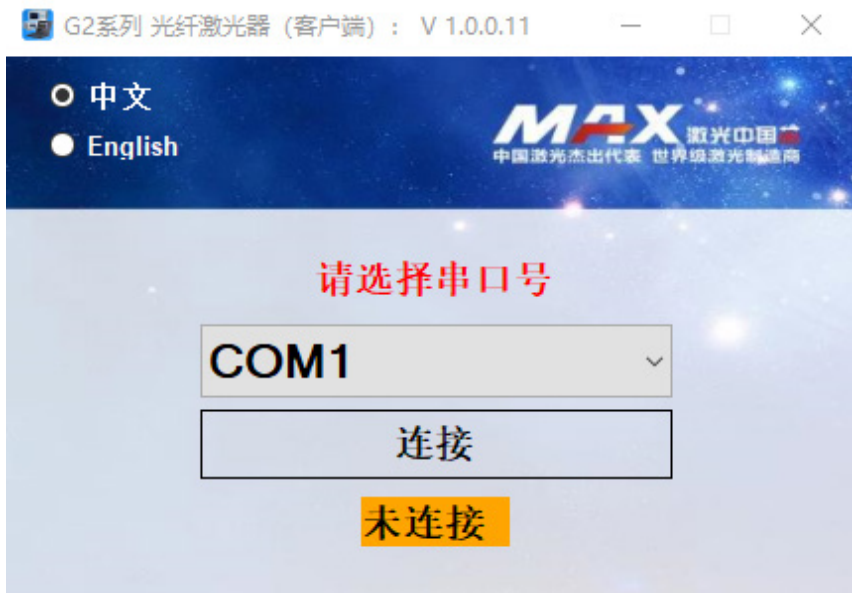 G2系列 光纤激光器 (客户端) : V 1.0.0.11
中文
English
MAX 激光中国芯
中国激光杰出代表 世界级激光制造商
请选择串口号
COM1
连接
未连接